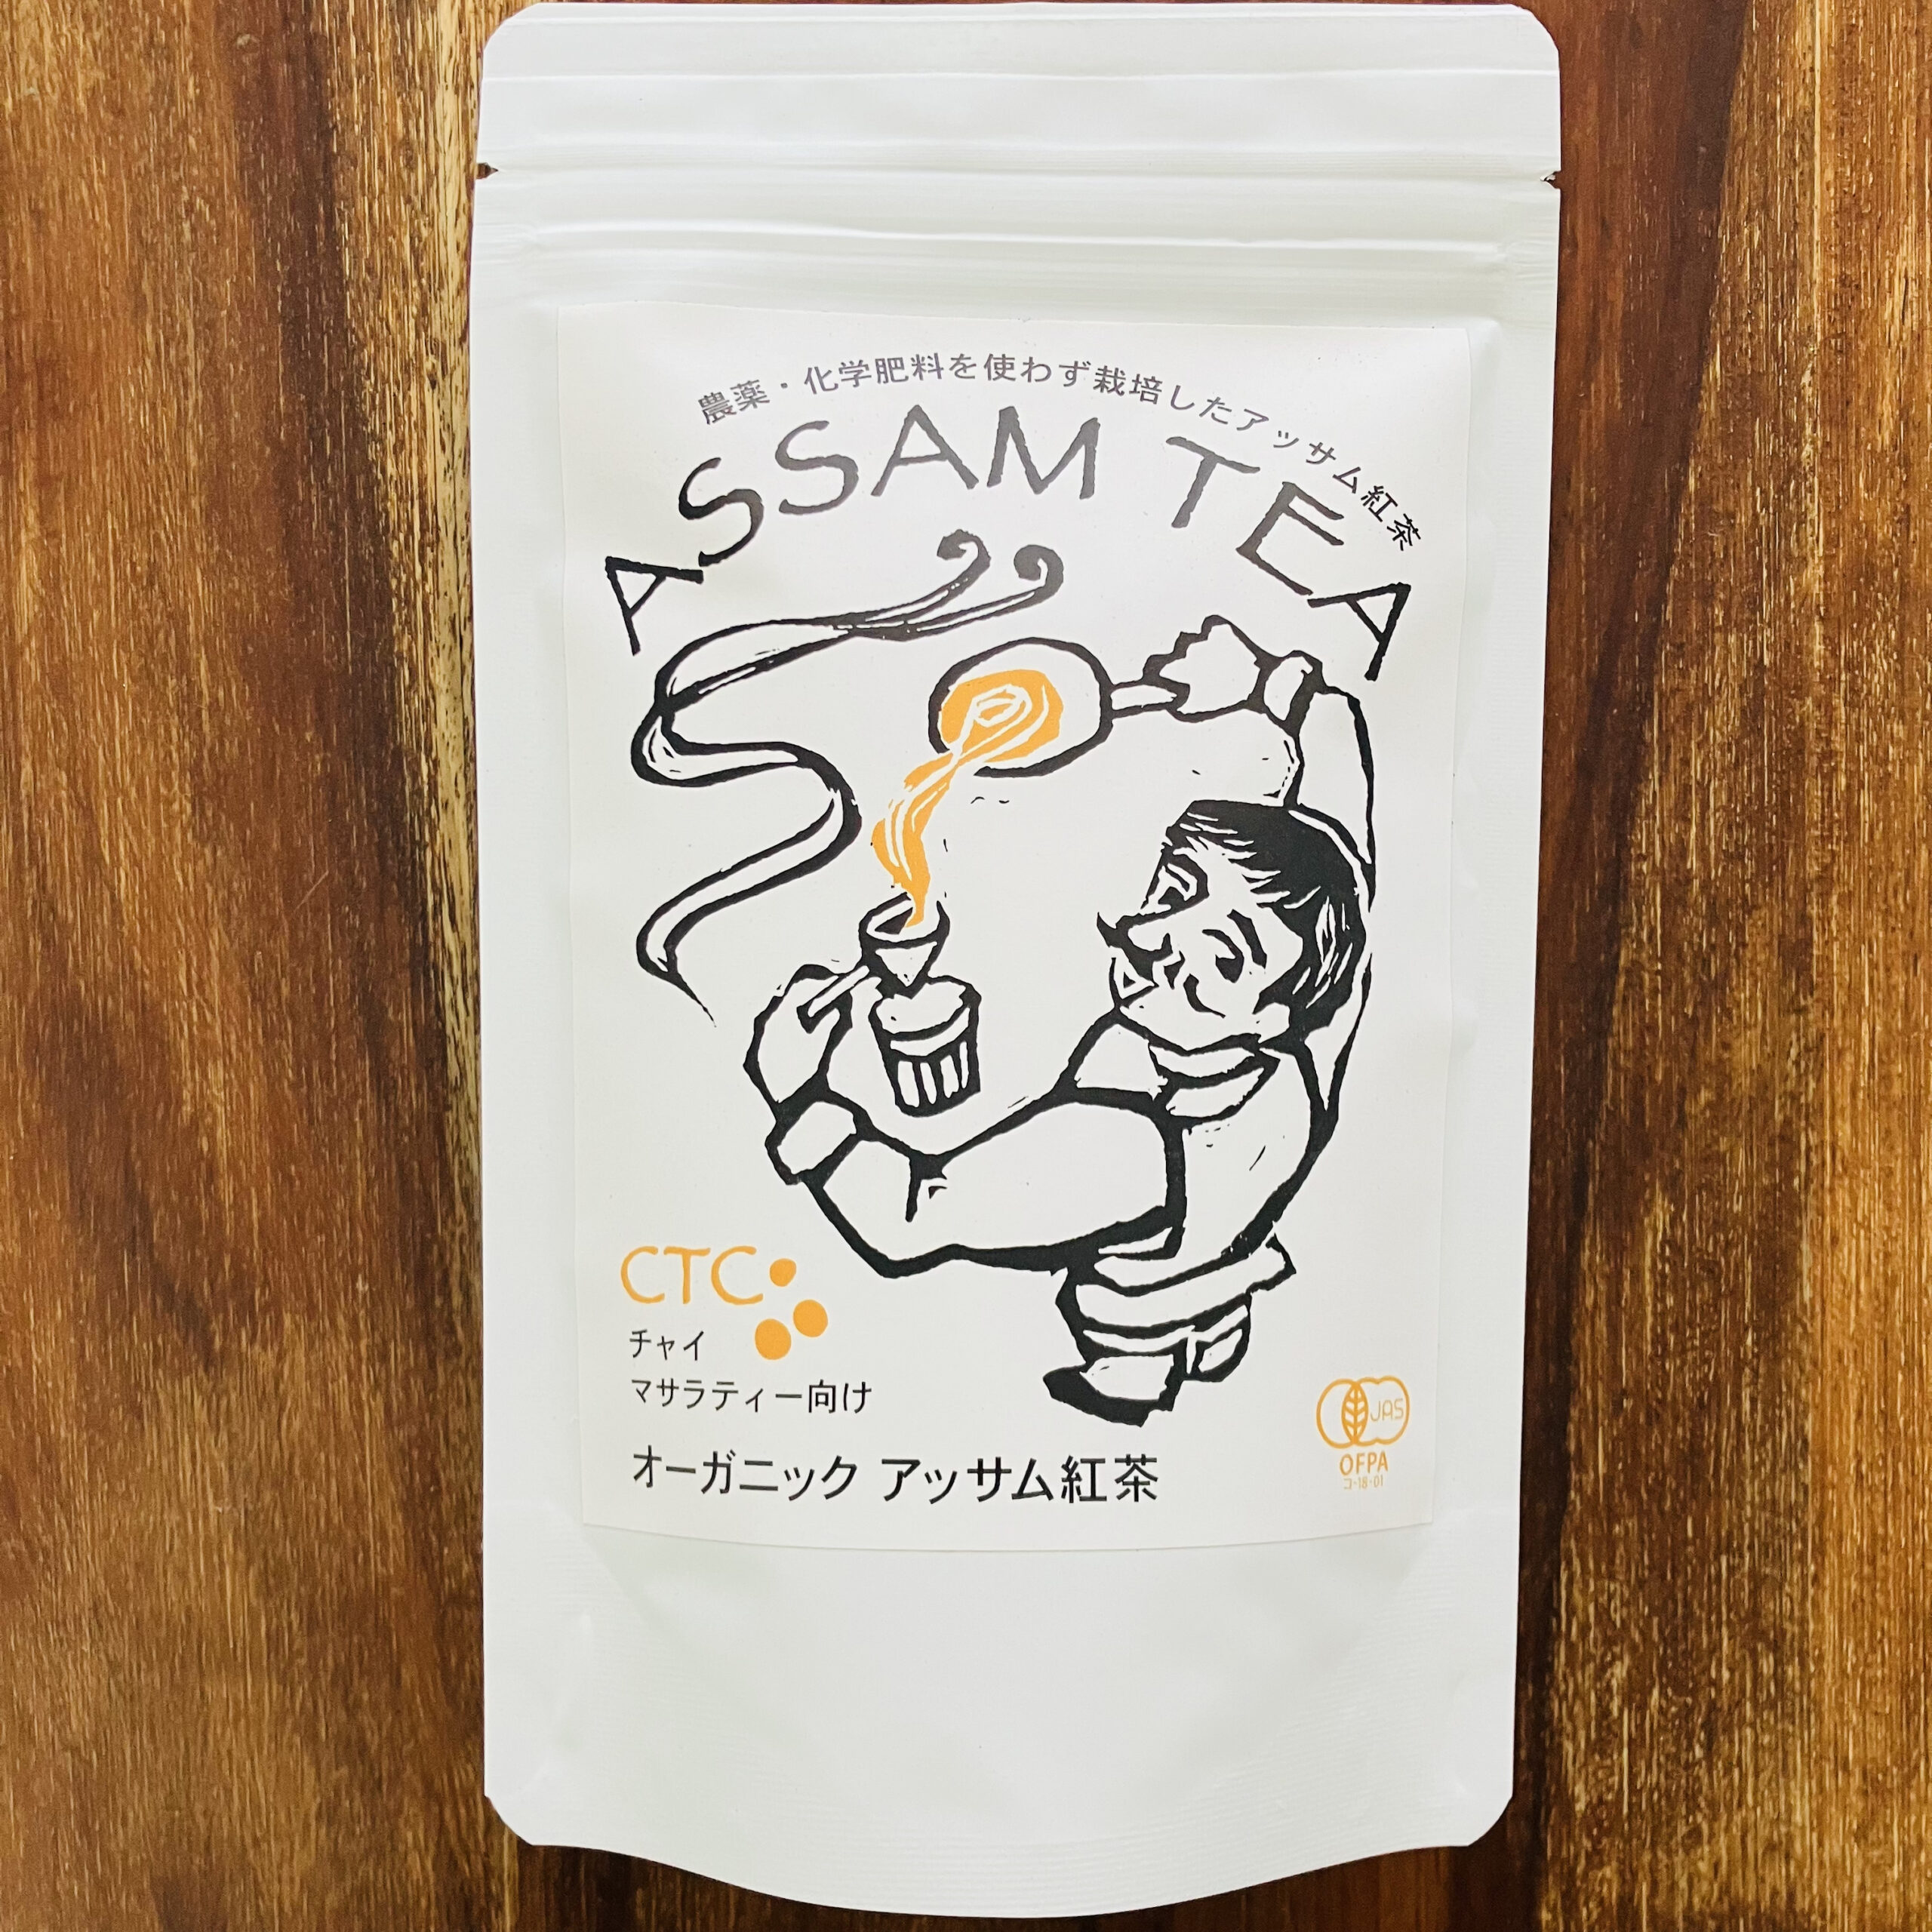 農薬・化学肥料を使わず栽培したアッサム紅茶
ASSAM TEA
CTC
チャイ
マサラティー向け
オーガニック アッサム紅茶
JAS
OFPA
コ-18-01